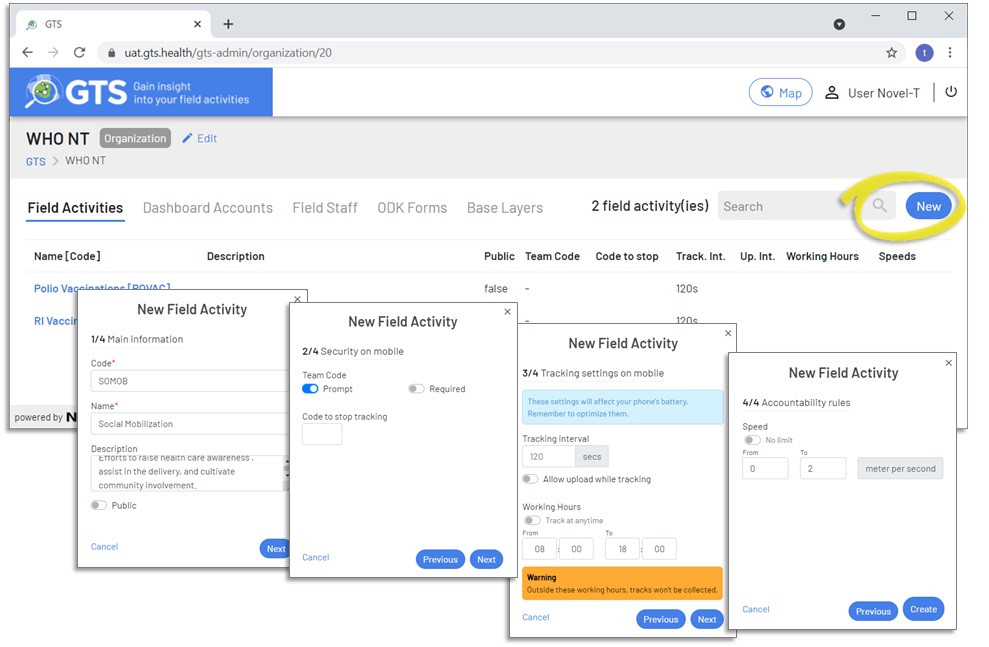 GTS
uat.gts.health/gts-admin/organization/20
t
GTS Gain insight
into your field activities
Map
User Novel-T
WHO NT Organization Edit
GTS > WHO NT
Field Activities Dashboard Accounts Field Staff ODK Forms Base Layers 2 field activity(ies) Search New
Name [Code] Description Public Team Code Code to stop Track. Int. Up. Int. Working Hours Speeds
Polio Vaccinations [POVAC] false - 120s
RI Vaccin - 120s
powered by N
New Field Activity
1/4 Main Information
Code*
SOMOB
Name*
Social Mobilization
Description
Efforts to raise health care awareness ,
assist in the delivery, and cultivate
community involvement.
Public
Cancel Next
New Field Activity
2/4 Security on mobile
Team Code
Prompt Required
Code to stop tracking
Cancel Previous Next
New Field Activity
3/4 Tracking settings on mobile
These settings will affect your phone's battery.
Remember to optimize them.
Tracking interval
120 secs
Allow upload while tracking
Working Hours
Track at anytime
From To
08 : 00 18 : 00
Warning
Outside these working hours, tracks won't be collected.
Cancel Previous Next
New Field Activity
4/4 Accountability rules
Speed
No limit
From To
0 2 meter per second
Cancel Previous Create